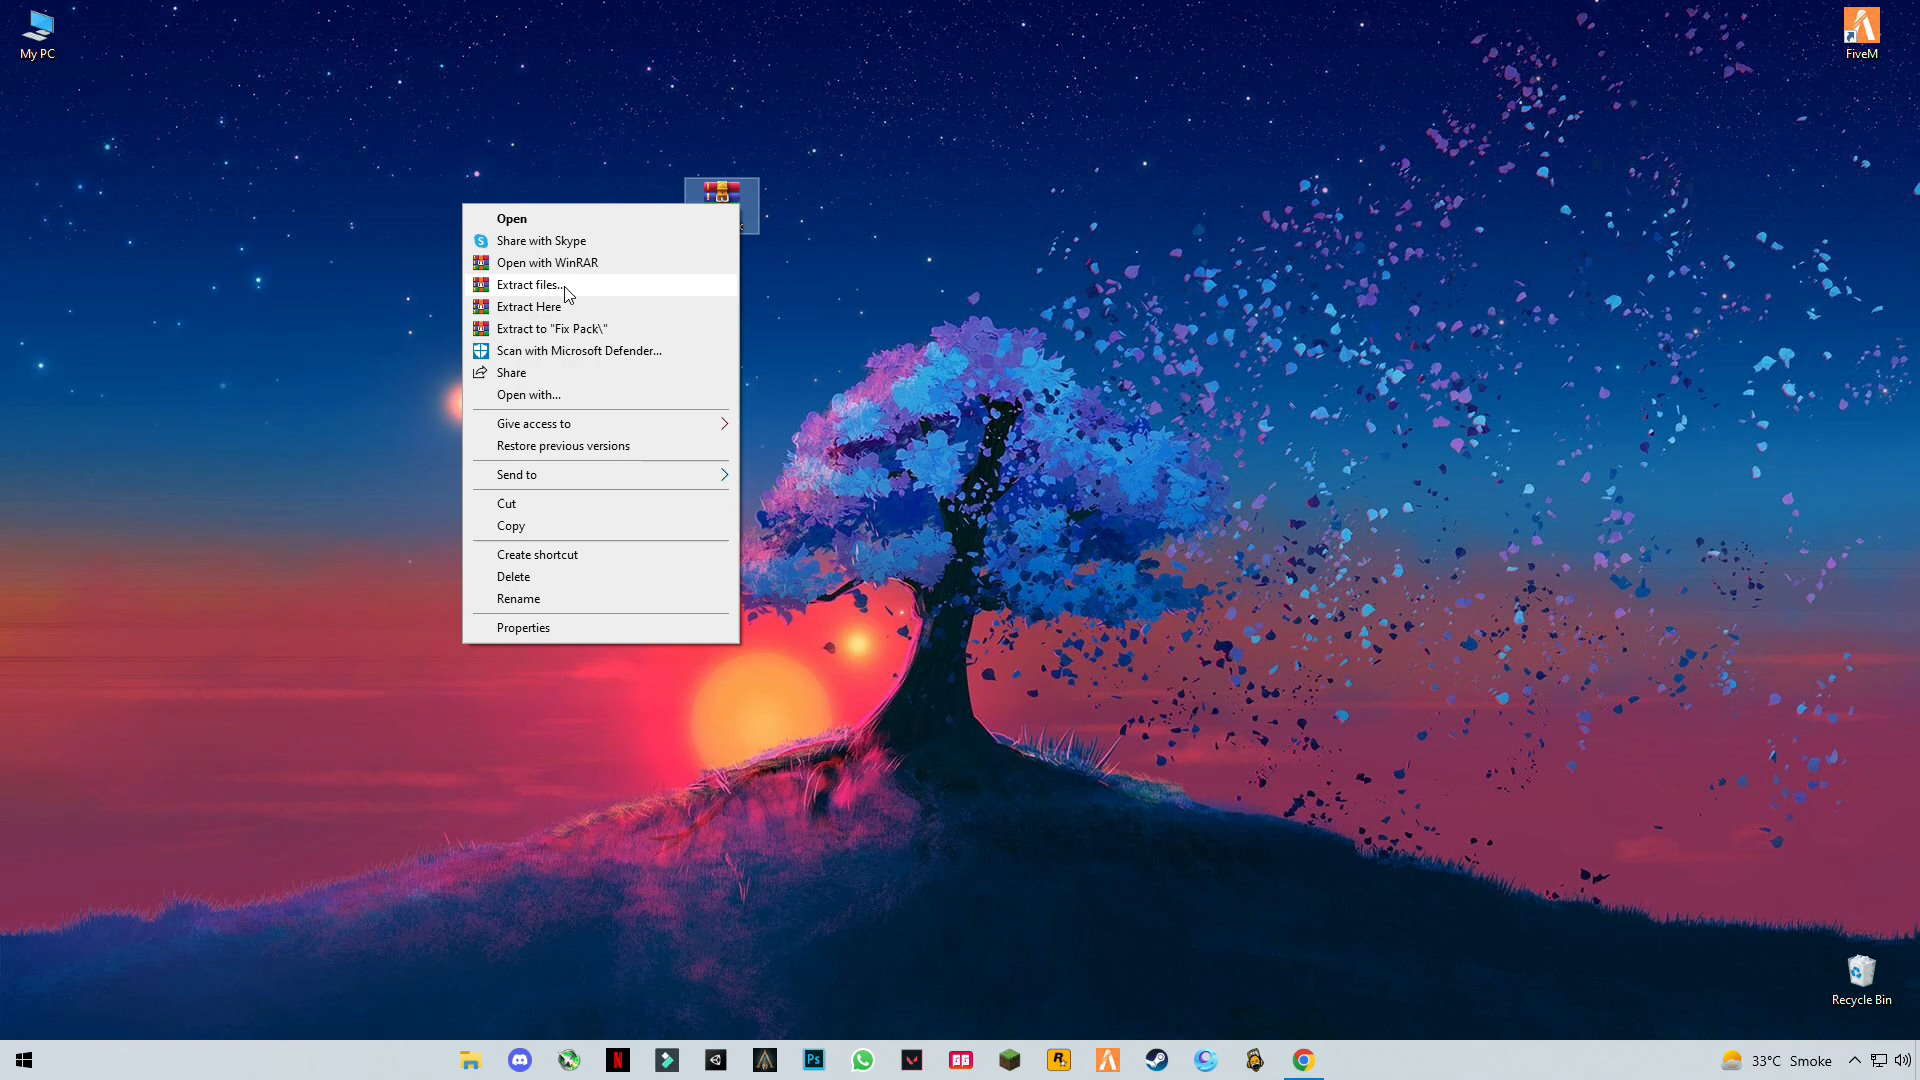 My PC
FiveM
Open
Share with Skype
Open with WinRAR
Extract files...
Extract Here
Extract to "Fix Pack\"
Scan with Microsoft Defender...
Share
Open with...
Give access to
Restore previous versions
Send to
Cut
Copy
Create shortcut
Delete
Rename
Properties
Recycle Bin
33°C Smoke